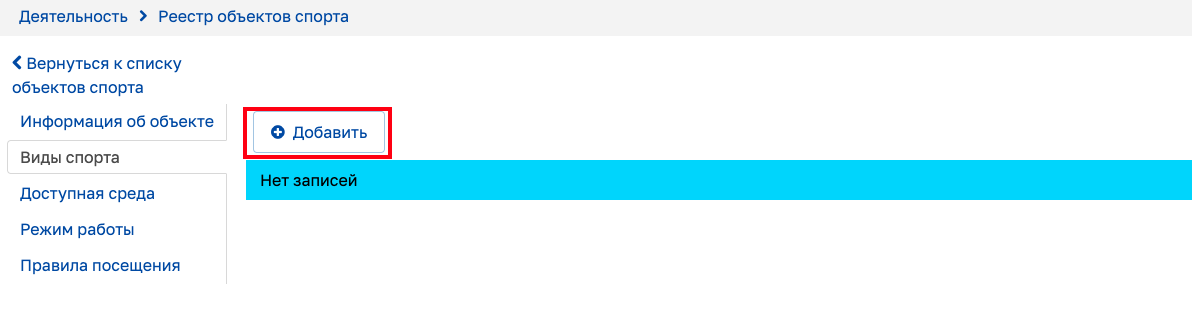 Деятельность > Реестр объектов спорта
Вернуться к списку
объектов спорта
Информация об объекте
Виды спорта
Доступная среда
Режим работы
Правила посещения
Добавить
Нет записей